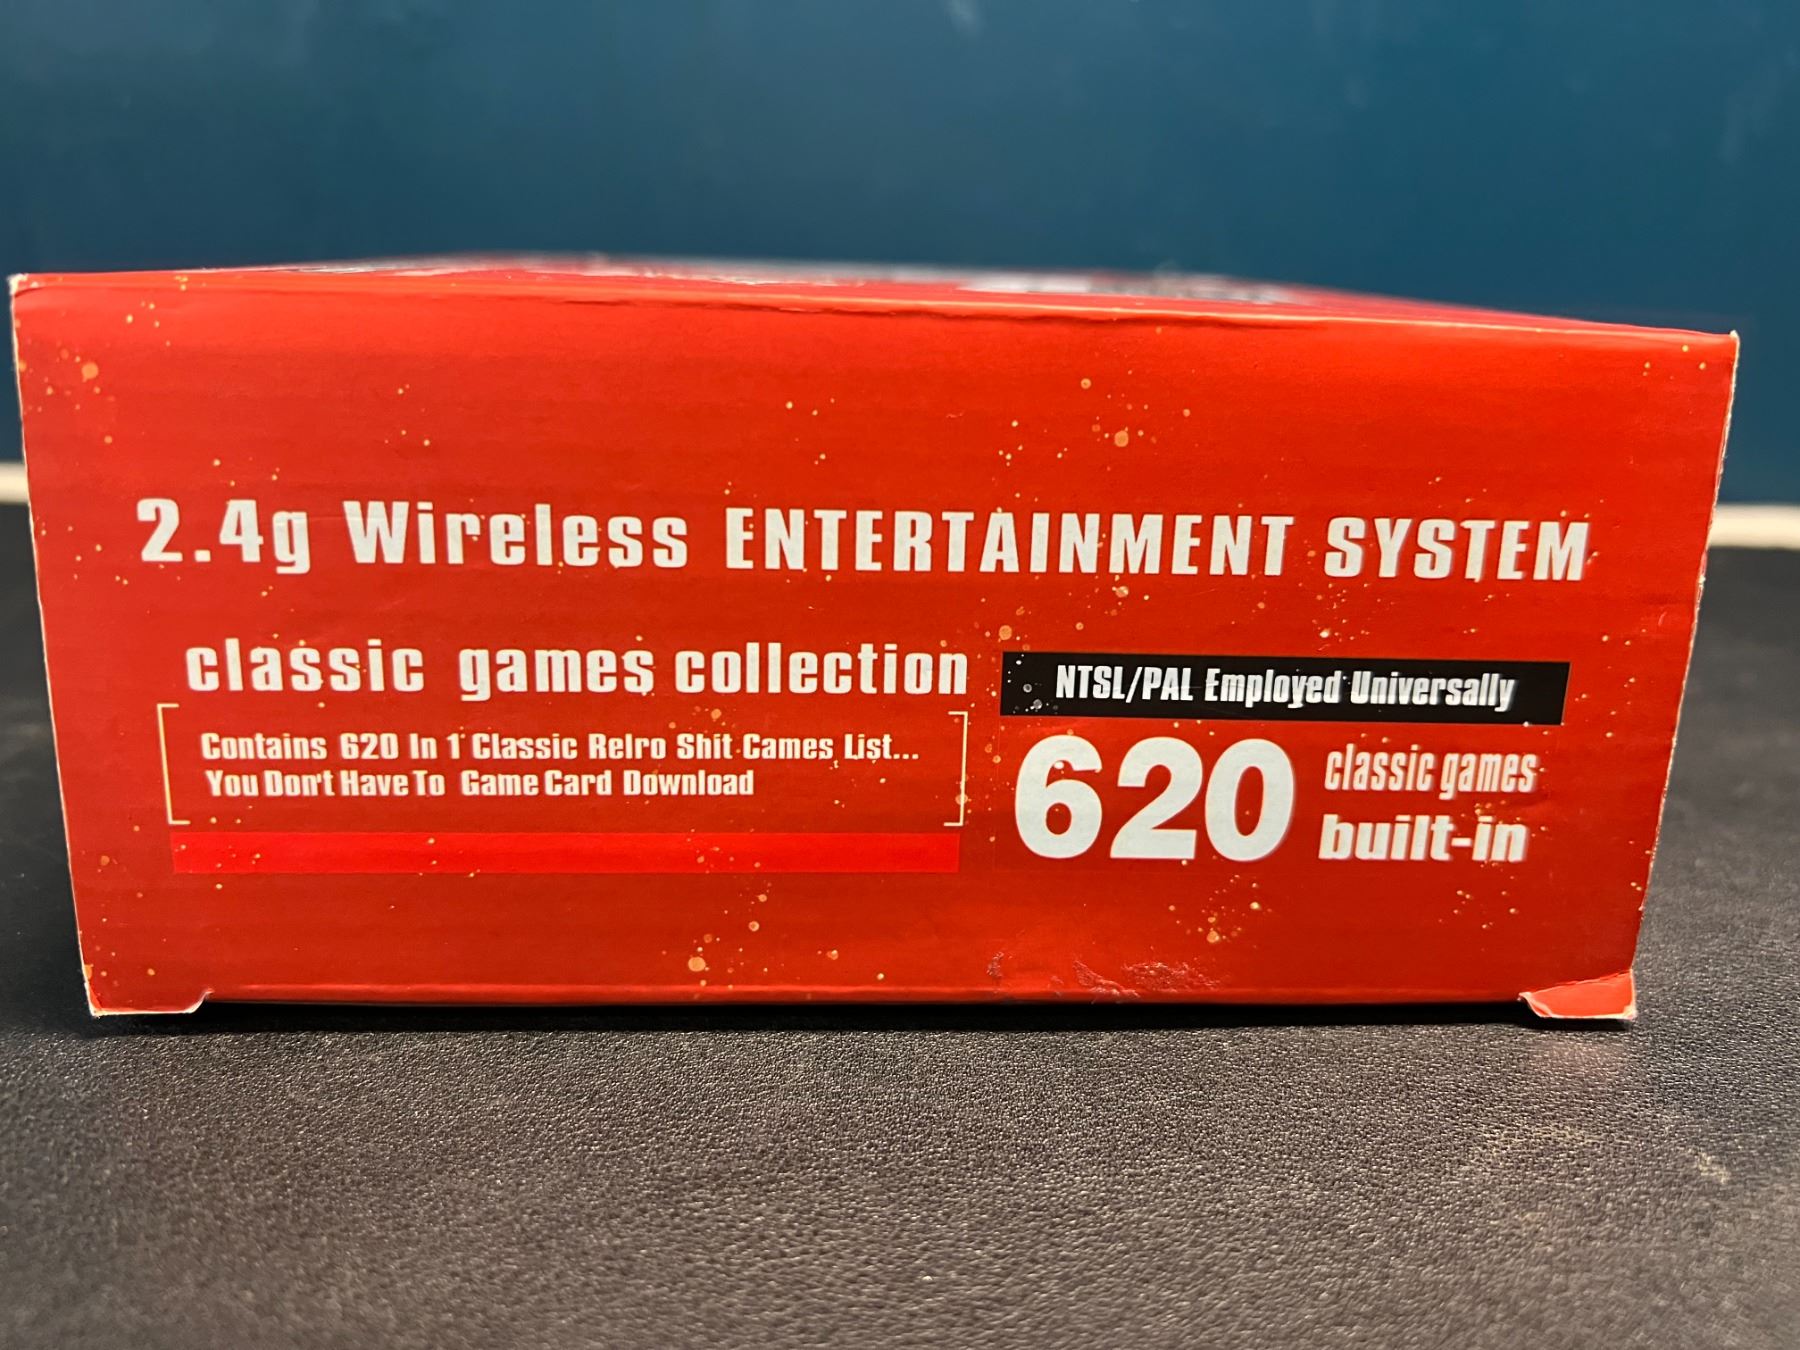 2.4g Wireless ENTERTAINMENT SYSTEM
classic games collection
Contains 620 In 1 Classic Relro Shit Cames List...
You Don't Have To Game Card Download
NTSL/PAL Employed Universally
620 classic games
built-in